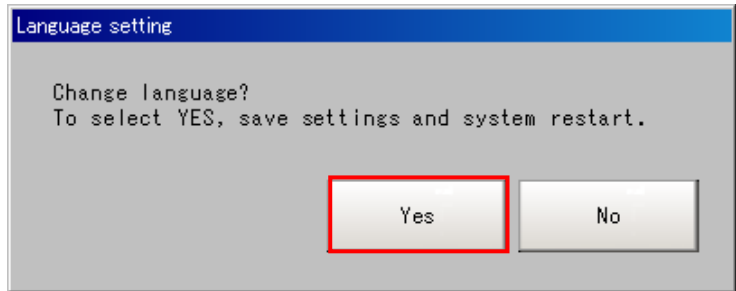 Language setting
Change language?
To select YES, save settings and system restart.
Yes
No